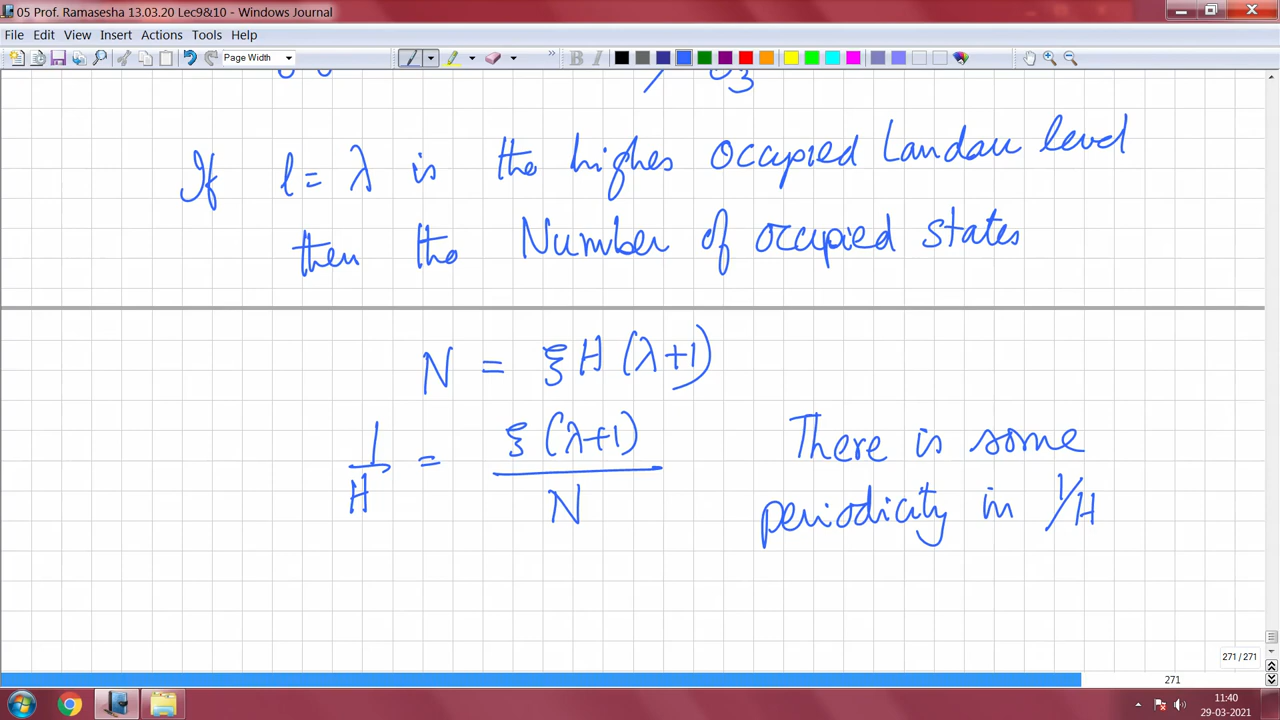 05 Prof. Ramasesha 13.03.20 Lec9&10 - Windows Journal
File Edit View Insert Actions Tools Help
Page Width
If l = λ is the highes occupied Landau level
then the Number of occupied states
N = ξH (λ+1)
1/H = ξ(λ+1)/N
There is some
periodicity in 1/H
271 / 271
271
11:40
29-03-2021